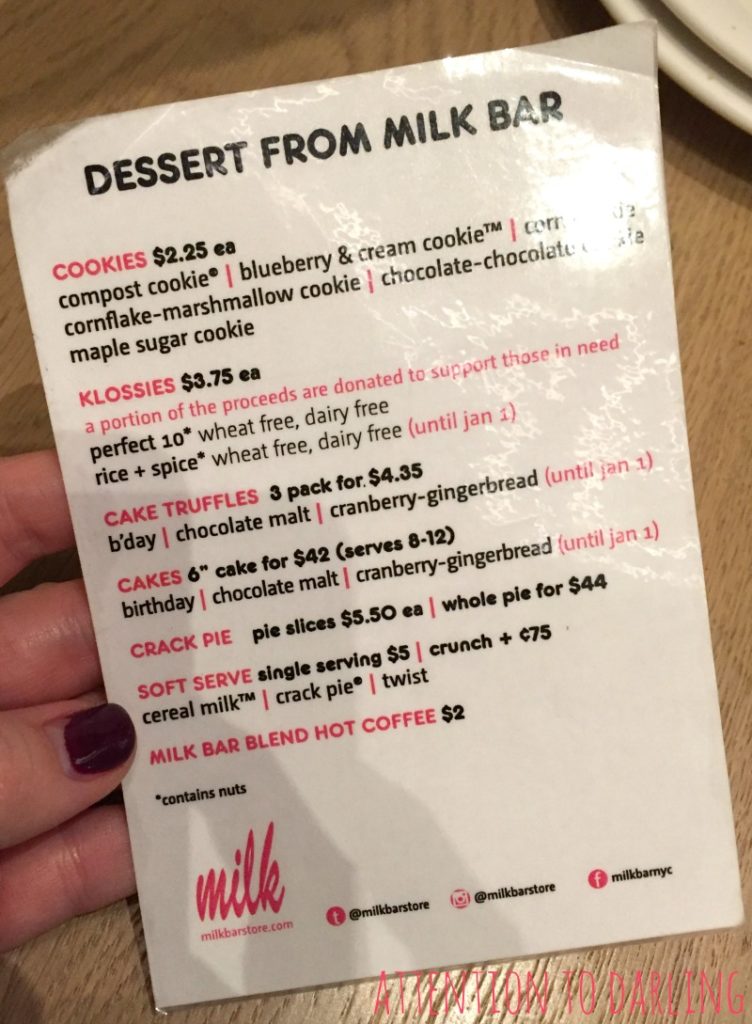 DESSERT FROM MILK BAR
COOKIES $2.25 ea
compost cookie® | blueberry & cream cookie™ | corn
cornflake-marshmallow cookie | chocolate-chocolate
maple sugar cookie
KLOSSIES $3.75 ea
a portion of the proceeds are donated to support those in need
perfect 10* wheat free, dairy free
rice + spice* wheat free, dairy free (until jan 1)
CAKE TRUFFLES 3 pack for $4.35
b'day | chocolate malt | cranberry-gingerbread (until jan 1)
CAKES 6" cake for $42 (serves 8-12)
birthday | chocolate malt | cranberry-gingerbread (until jan 1)
CRACK PIE pie slices $5.50 ea | whole pie for $44
SOFT SERVE single serving $5 | crunch + ¢75
cereal milk™ | crack pie® | twist
MILK BAR BLEND HOT COFFEE $2
*contains nuts
milk
milkbarstore.com
@milkbarstore
@milkbarstore
milkbarnyc
ATTENTION TO DARLING